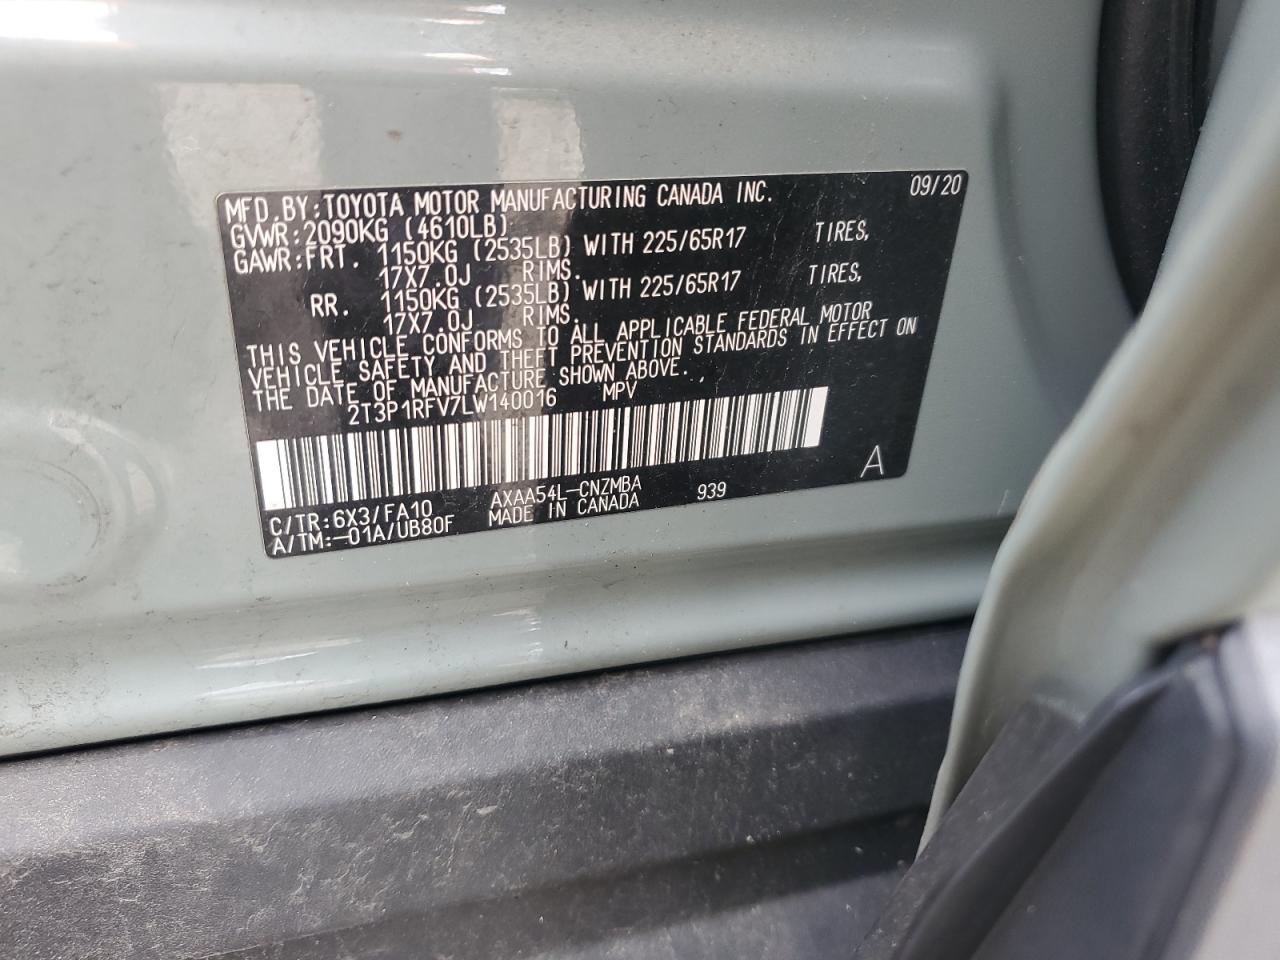 MFD.BY:TOYOTA MOTOR MANUFACTURING CANADA INC. 09/20
GVWR:2090KG (4610LB)
GAWR:FRT. 1150KG (2535LB) WITH 225/65R17 TIRES,
17X7.0J RIMS.
RR. 1150KG (2535LB) WITH 225/65R17 TIRES,
17X7.0J RIMS.
THIS VEHICLE CONFORMS TO ALL APPLICABLE FEDERAL MOTOR
VEHICLE SAFETY AND THEFT PREVENTION STANDARDS IN EFFECT ON
THE DATE OF MANUFACTURE SHOWN ABOVE.
2T3P1RFV7LW140016 MPV
A
C/TR:6X3/FA10 AXAA54L-CNZMBA 939
A/TM:-01A/UB80F MADE IN CANADA